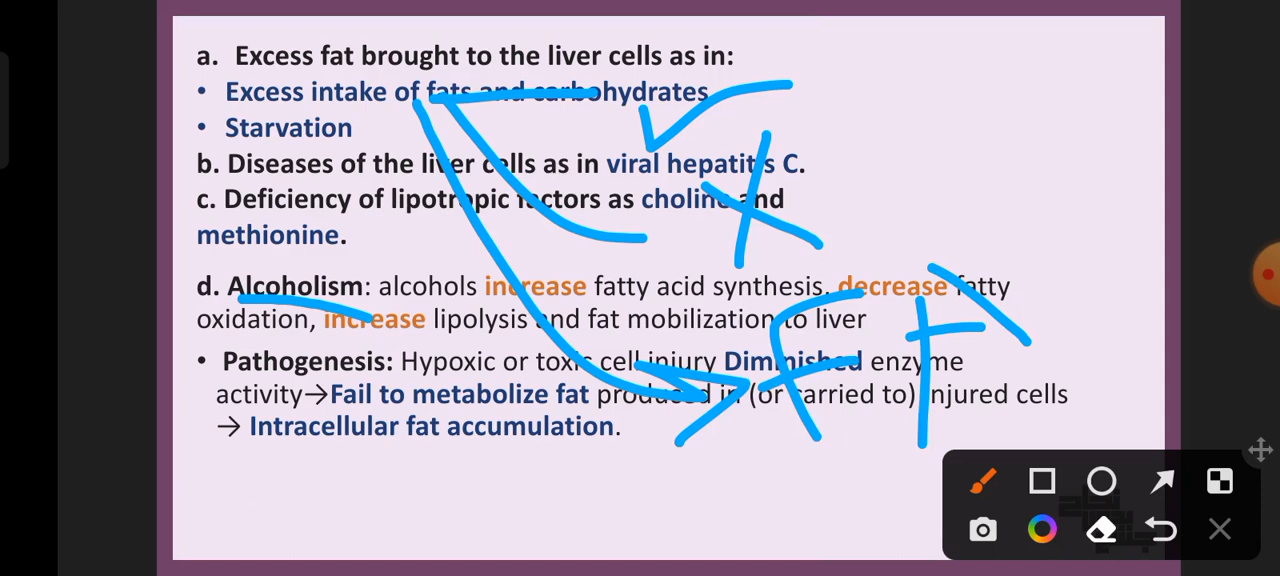 a. Excess fat brought to the liver cells as in:
• Excess intake of fats and carbohydrates
• Starvation
b. Diseases of the liver cells as in viral hepatitis C.
c. Deficiency of lipotropic factors as choline and
methionine.
d. Alcoholism: alcohols increase fatty acid synthesis, decrease fatty
oxidation, increase lipolysis and fat mobilization to liver
• Pathogenesis: Hypoxic or toxic cell injury Diminished enzyme
activity→Fail to metabolize fat produced in (or carried to) injured cells
→ Intracellular fat accumulation.